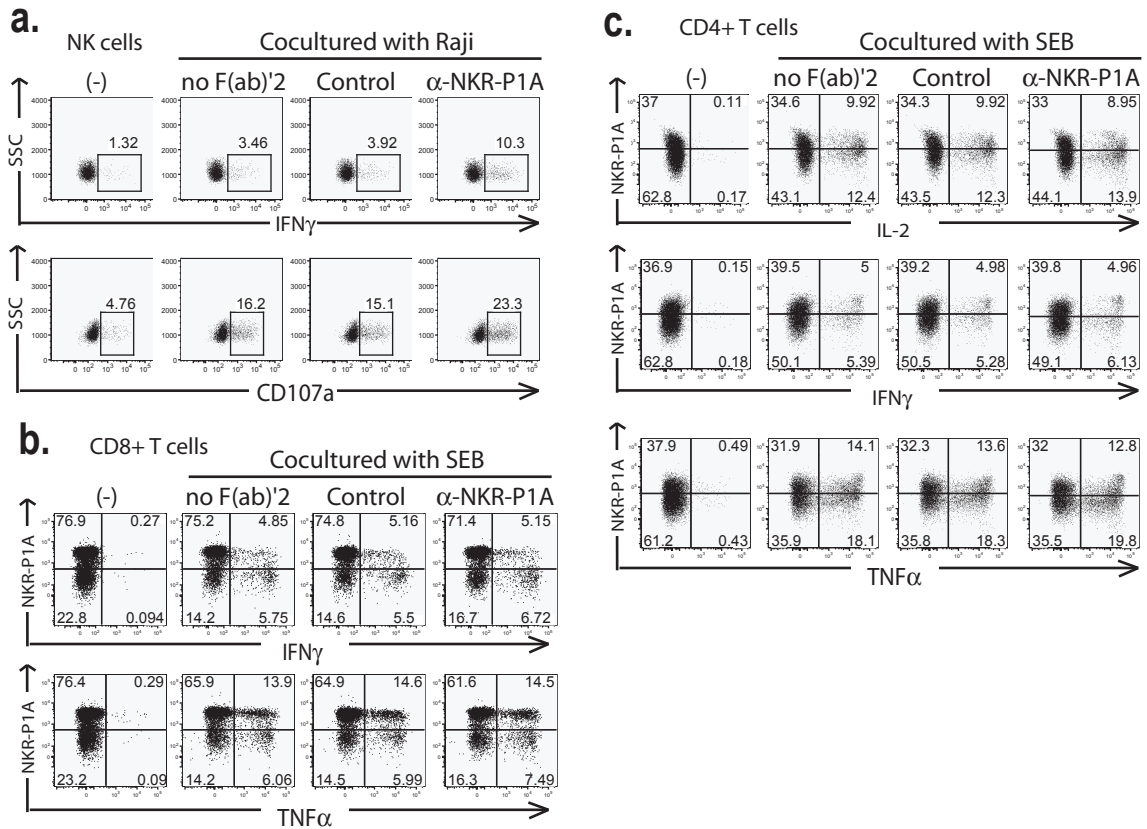 a.
NK cells
Cocultured with Raji
(-)
no F(ab)'2
Control
α-NKR-P1A
SSC
1.32
3.46
3.92
10.3
IFNγ
SSC
4.76
16.2
15.1
23.3
CD107a
b.
CD8+ T cells
Cocultured with SEB
(-)
no F(ab)'2
Control
α-NKR-P1A
NKR-P1A
76.9 0.27
75.2 4.85
74.8 5.16
71.4 5.15
22.8 0.094
14.2 5.75
14.6 5.5
16.7 6.72
IFNγ
NKR-P1A
76.4 0.29
65.9 13.9
64.9 14.6
61.6 14.5
23.2 0.09
14.2 6.06
14.5 5.99
16.3 7.49
TNFα
c.
CD4+ T cells
Cocultured with SEB
(-)
no F(ab)'2
Control
α-NKR-P1A
NKR-P1A
37 0.11
34.6 9.92
34.3 9.92
33 8.95
62.8 0.17
43.1 12.4
43.5 12.3
44.1 13.9
IL-2
NKR-P1A
36.9 0.15
39.5 5
39.2 4.98
39.8 4.96
62.8 0.18
50.1 5.39
50.5 5.28
49.1 6.13
IFNγ
NKR-P1A
37.9 0.49
31.9 14.1
32.3 13.6
32 12.8
61.2 0.43
35.9 18.1
35.8 18.3
35.5 19.8
TNFα